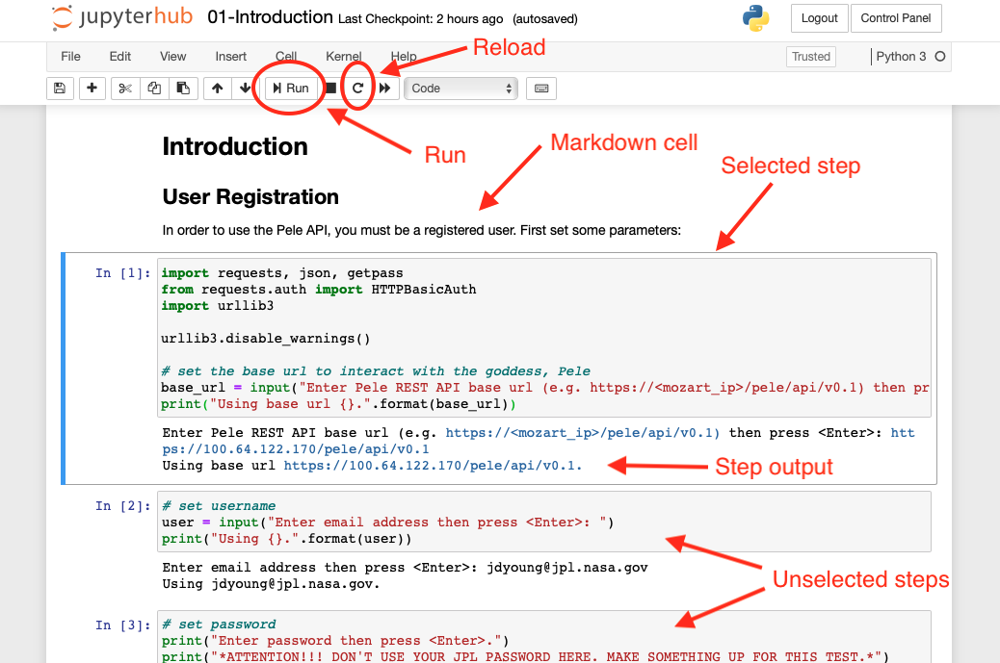 jupyterhub 01-Introduction Last Checkpoint: 2 hours ago (autosaved) Logout Control Panel
File Edit View Insert Cell Kernel Help Reload Trusted Python 3
Run Code
Run
Markdown cell
Selected step
Introduction
User Registration
In order to use the Pele API, you must be a registered user. First set some parameters:
In [1]: import requests, json, getpass
from requests.auth import HTTPBasicAuth
import urllib3
urllib3.disable_warnings()
# set the base url to interact with the goddess, Pele
base_url = input("Enter Pele REST API base url (e.g. https://<mozart_ip>/pele/api/v0.1) then pr
print("Using base url {}.".format(base_url))
Enter Pele REST API base url (e.g. https://<mozart_ip>/pele/api/v0.1) then press <Enter>: htt
ps://100.64.122.170/pele/api/v0.1
Using base url https://100.64.122.170/pele/api/v0.1.
Step output
In [2]: # set username
user = input("Enter email address then press <Enter>: ")
print("Using {}.".format(user))
Enter email address then press <Enter>: jdyoung@jpl.nasa.gov
Using jdyoung@jpl.nasa.gov.
Unselected steps
In [3]: # set password
print("Enter password then press <Enter>.")
print("*ATTENTION!!! DON'T USE YOUR JPL PASSWORD HERE. MAKE SOMETHING UP FOR THIS TEST.*")